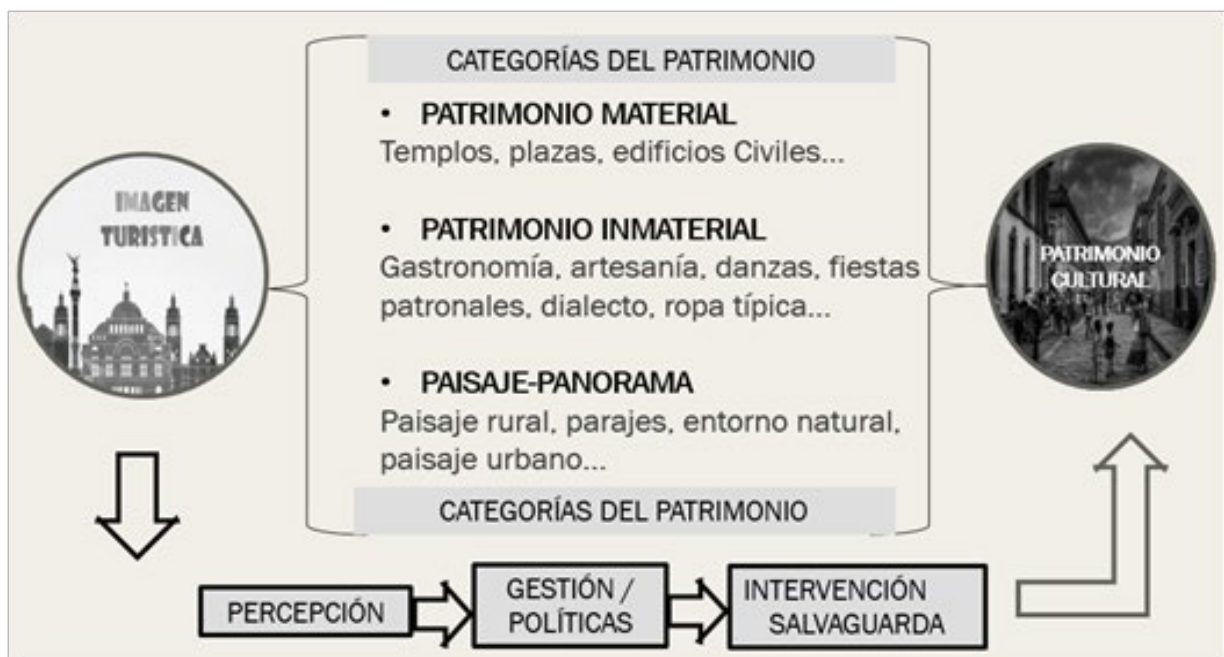 CATEGORÍAS DEL PATRIMONIO
• PATRIMONIO MATERIAL
Templos, plazas, edificios Civiles...
• PATRIMONIO INMATERIAL
Gastronomía, artesanía, danzas, fiestas
patronales, dialecto, ropa típica...
• PAISAJE-PANORAMA
Paisaje rural, parajes, entorno natural,
paisaje urbano...
CATEGORÍAS DEL PATRIMONIO
IMAGEN
TURISTICA
PATRIMONIO
CULTURAL
PERCEPCIÓN
GESTIÓN /
POLÍTICAS
INTERVENCIÓN
SALVAGUARDA